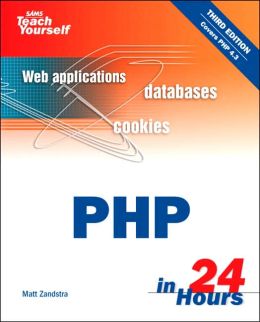 SAMS
Teach
Yourself
THIRD EDITION
Covers PHP 4.3
Web applications
databases
cookies
PHP
Matt Zandstra
in 24
Hours